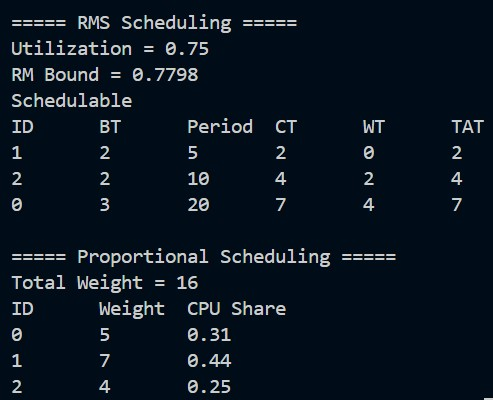 ===== RMS Scheduling =====
Utilization = 0.75
RM Bound = 0.7798
Schedulable
ID BT Period CT WT TAT
1 2 5 2 0 2
2 2 10 4 2 4
0 3 20 7 4 7
===== Proportional Scheduling =====
Total Weight = 16
ID Weight CPU Share
0 5 0.31
1 7 0.44
2 4 0.25